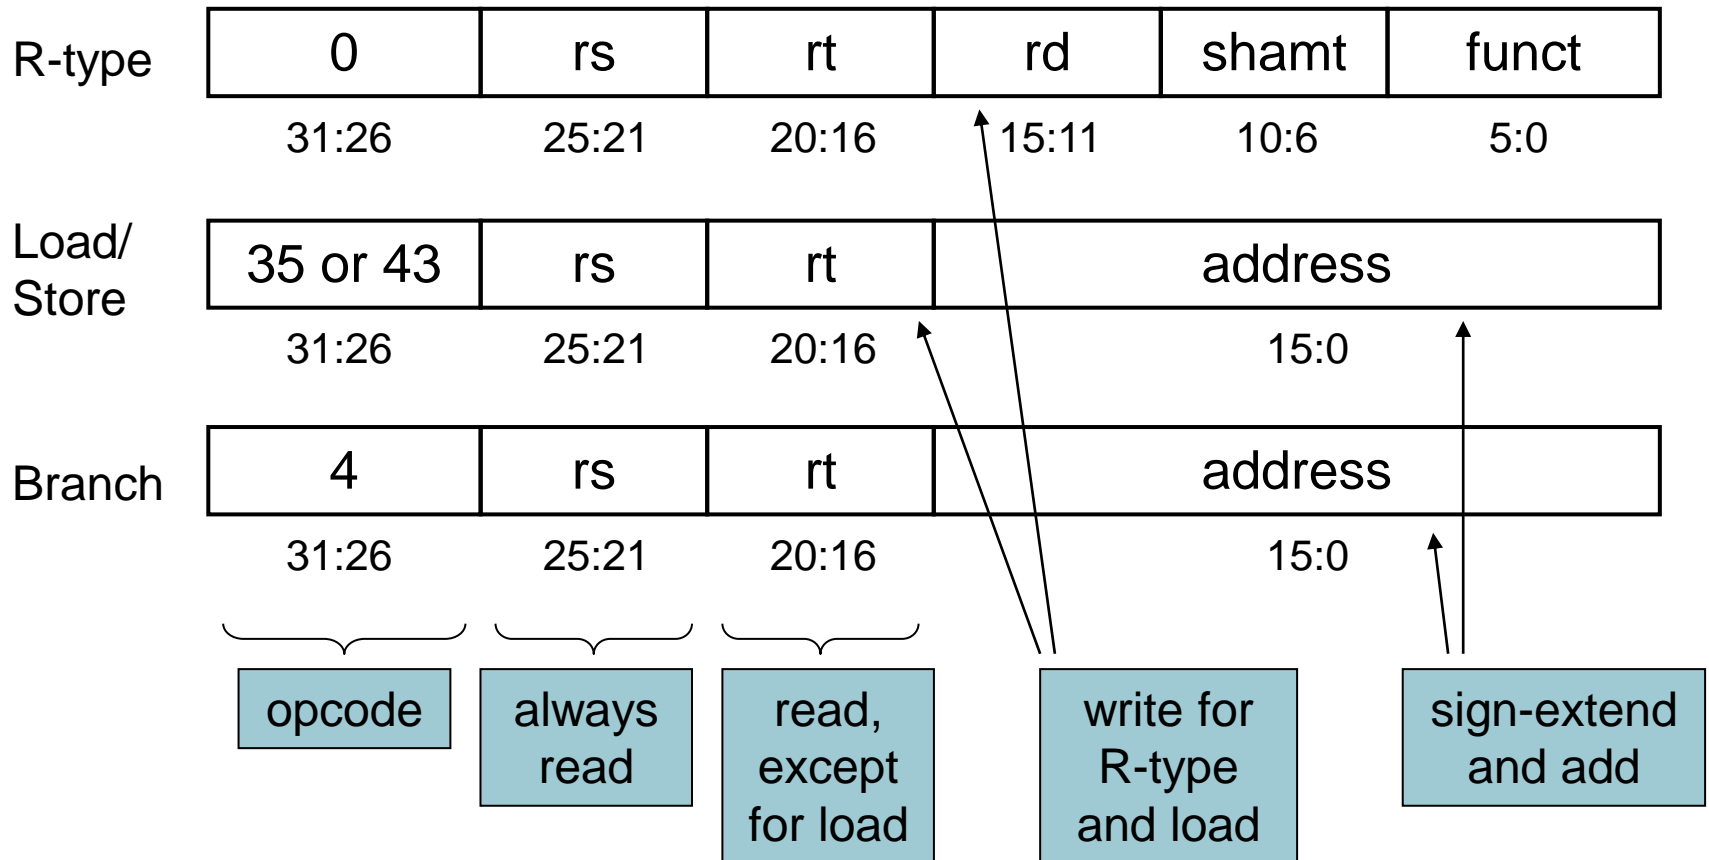 R-type 0 rs rt rd shamt funct
31:26 25:21 20:16 15:11 10:6 5:0
Load/
Store
35 or 43 rs rt address
31:26 25:21 20:16 15:0
Branch 4 rs rt address
31:26 25:21 20:16 15:0
opcode
always
read
read,
except
for load
write for
R-type
and load
sign-extend
and add